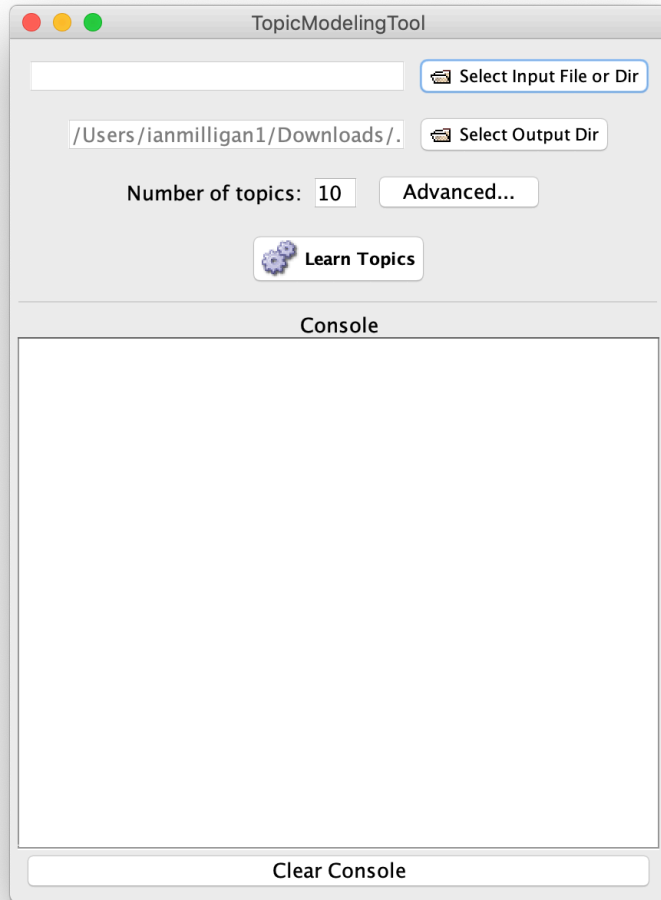 TopicModelingTool
Select Input File or Dir
/Users/ianmilligan1/Downloads/. Select Output Dir
Number of topics: 10 Advanced...
Learn Topics
Console
Clear Console